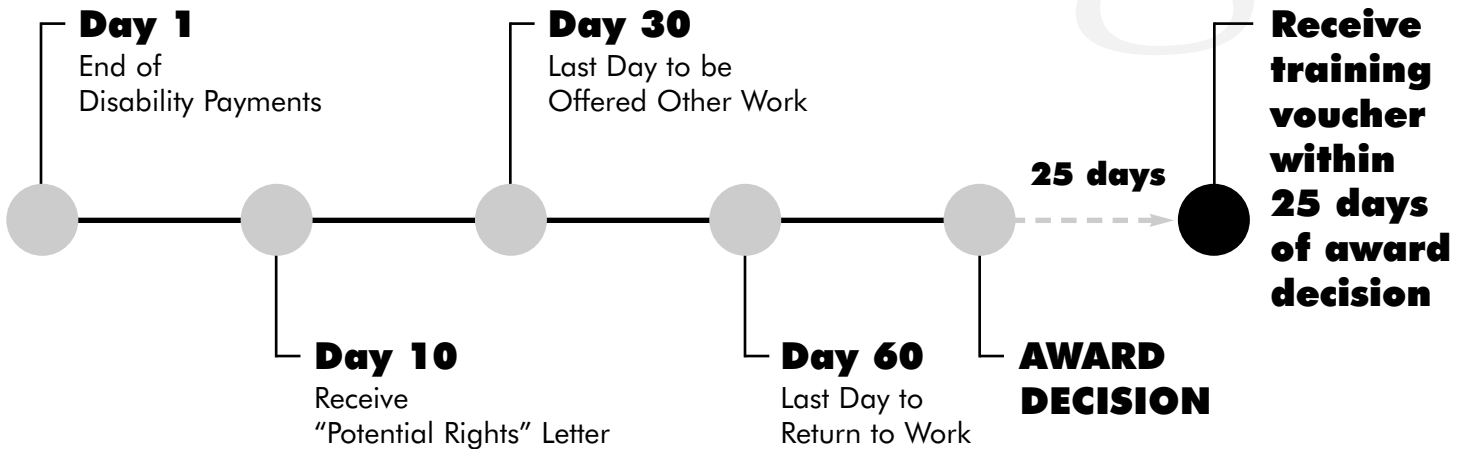 Day 1
End of
Disability Payments
Day 30
Last Day to be
Offered Other Work
Receive
training
voucher
within
25 days
of award
decision
25 days
Day 10
Receive
“Potential Rights” Letter
Day 60
Last Day to
Return to Work
AWARD
DECISION